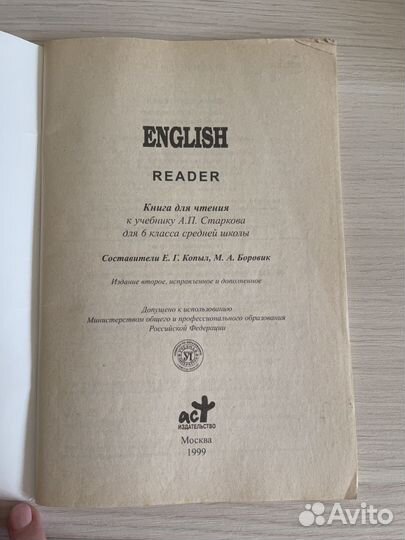 ENGLISH
READER
Книга для чтения
к учебнику А.П. Старкова
для 6 класса средней школы
Составители Е. Г. Копыл, М. А. Боровик
Издание второе, исправленное и дополненное
Допущено к использованию
Министерством общего и профессионального образования
Российской Федерации
аст
ИЗДАТЕЛЬСТВО
Москва
1999
Avito